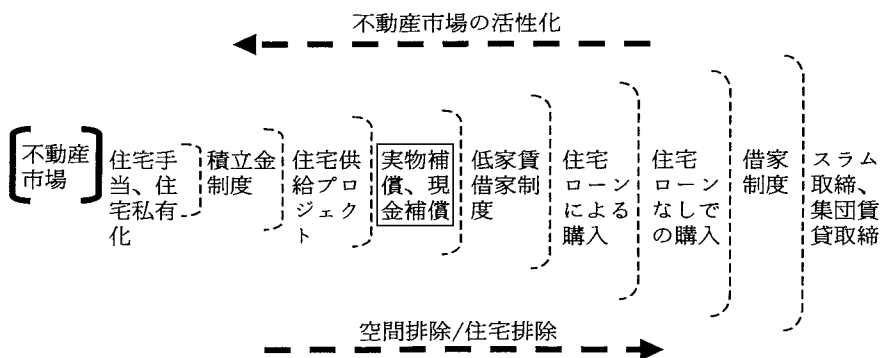 不動産市場の活性化
不動産
市場
住宅手
当、住
宅私有
化
積立金
制度
住宅供
給プロ
ジェク
ト
実物補
償、現
金補償
低家賃
借家制
度
住宅
ローン
による
購入
住宅
ローン
なしで
の購入
借家
制度
スラム
取締、
集団賃
貸取締
空間排除/住宅排除